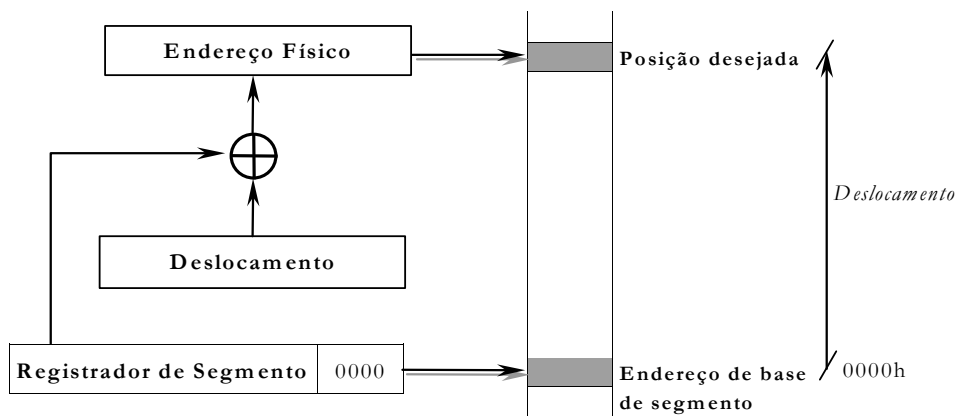 Endereço Físico
Posição desejada
Deslocamento
Deslocamento
Registrador de Segmento 0000
Endereço de base
de segmento
0000h